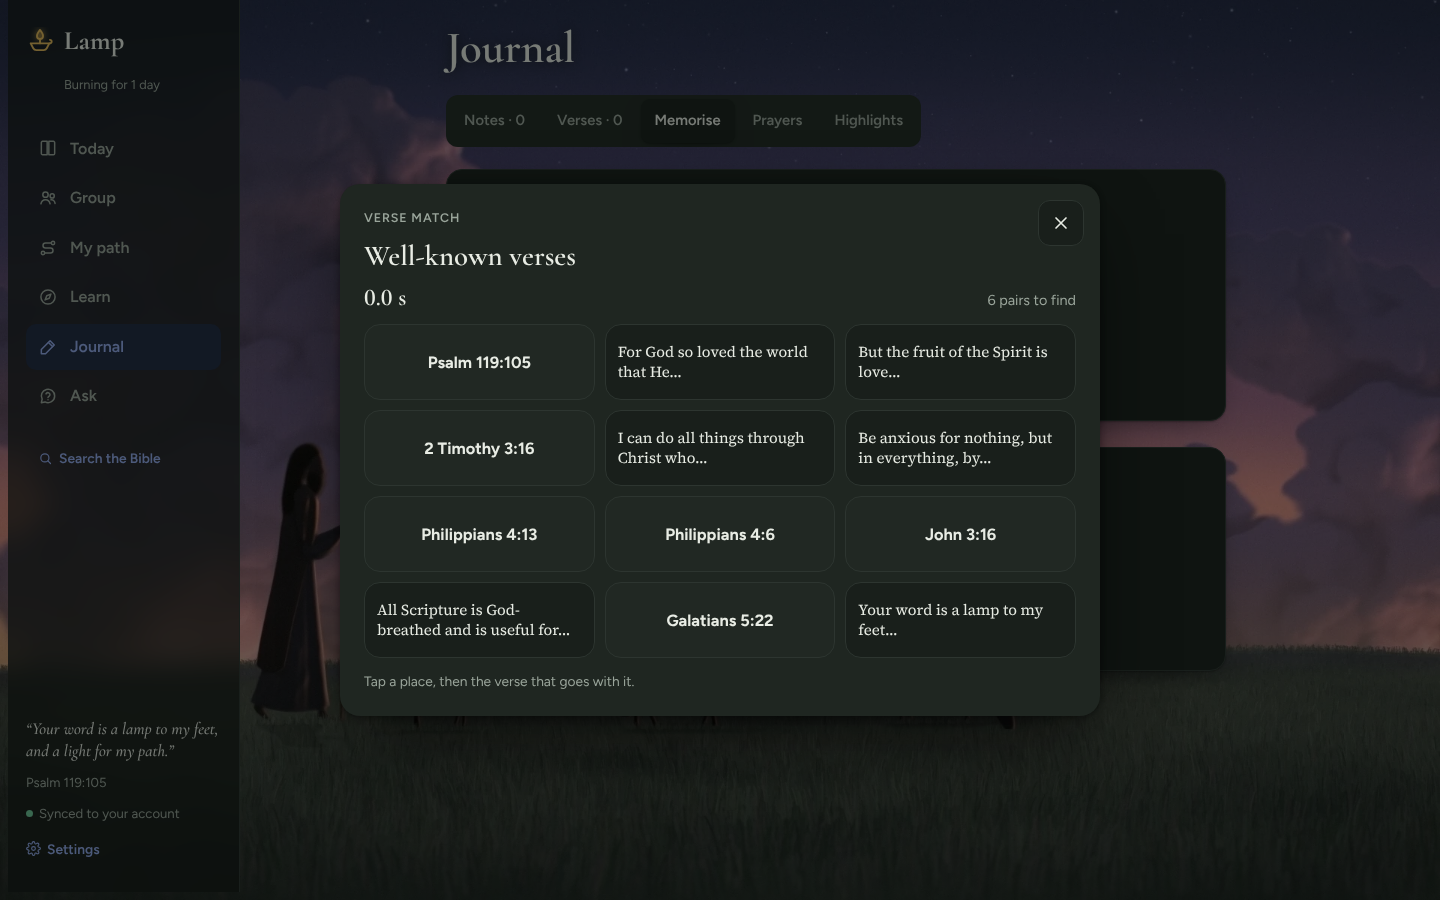 Lamp
Burning for 1 day
Today
Group
My path
Learn
Journal
Ask
Search the Bible
“Your word is a lamp to my feet,
and a light for my path.”
Psalm 119:105
Synced to your account
Settings
Journal
Notes · 0
Verses · 0
Memorise
Prayers
Highlights
VERSE MATCH
Well-known verses
0.0 s
6 pairs to find
Psalm 119:105
For God so loved the world
that He...
But the fruit of the Spirit is
love...
2 Timothy 3:16
I can do all things through
Christ who...
Be anxious for nothing, but
in everything, by...
Philippians 4:13
Philippians 4:6
John 3:16
All Scripture is God-
breathed and is useful for...
Galatians 5:22
Your word is a lamp to my
feet...
Tap a place, then the verse that goes with it.